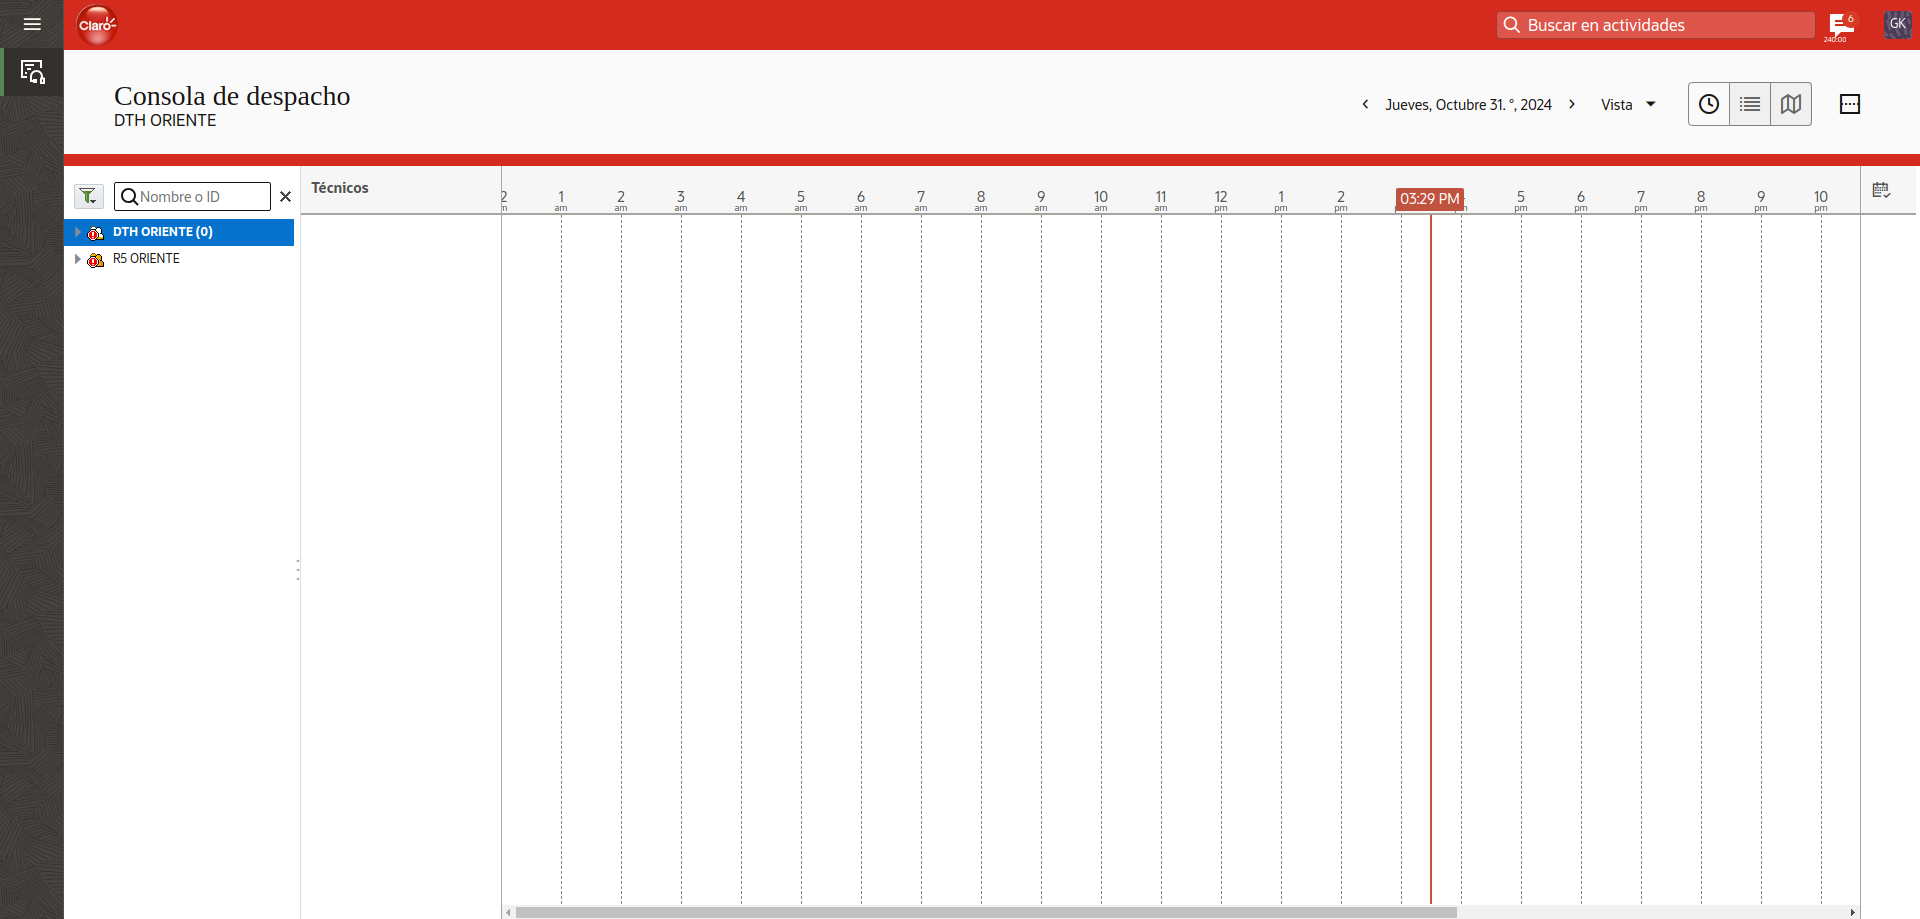 Claro
Buscar en actividades
6
240:00
GK
Consola de despacho
DTH ORIENTE
Jueves, Octubre 31. °, 2024
Vista
Nombre o ID
Técnicos
1 am
2 am
3 am
4 am
5 am
6 am
7 am
8 am
9 am
10 am
11 am
12 pm
1 pm
2 pm
03:29 PM
5 pm
6 pm
7 pm
8 pm
9 pm
10 pm
DTH ORIENTE (0)
R5 ORIENTE